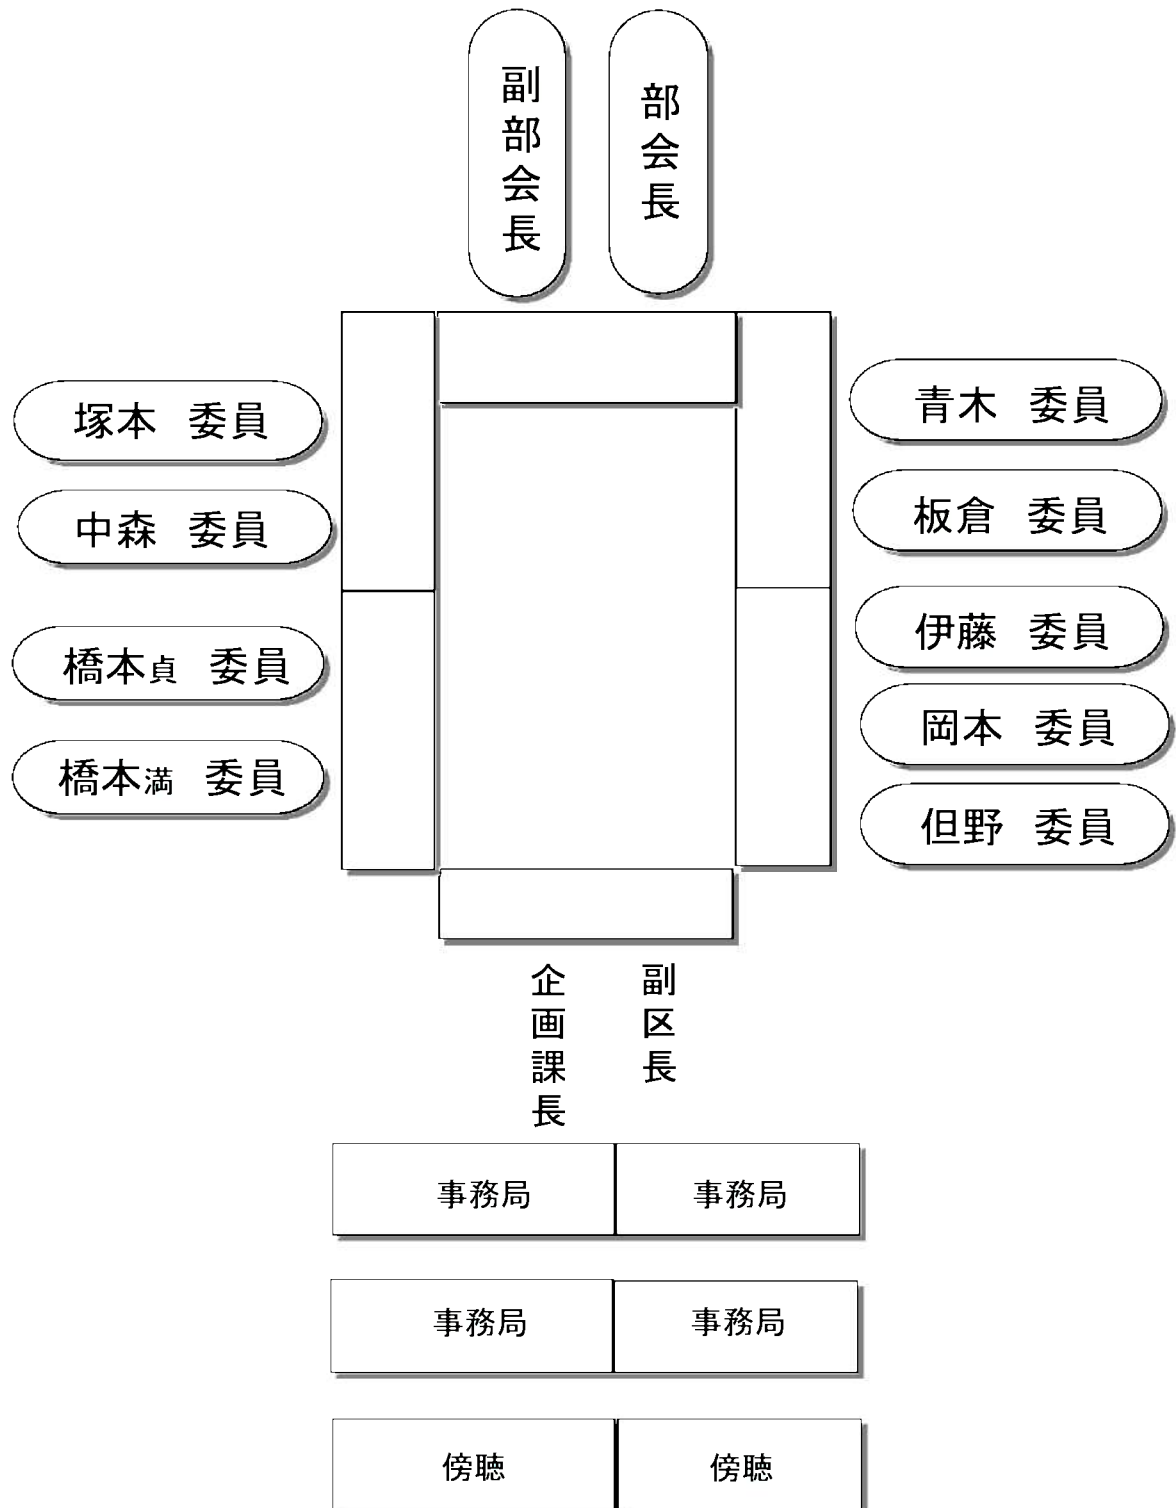 副部会長
部会長
塚本 委員
中森 委員
橋本貞 委員
橋本満 委員
青木 委員
板倉 委員
伊藤 委員
岡本 委員
但野 委員
企画課長
副区長
事務局 事務局
事務局 事務局
傍聴 傍聴